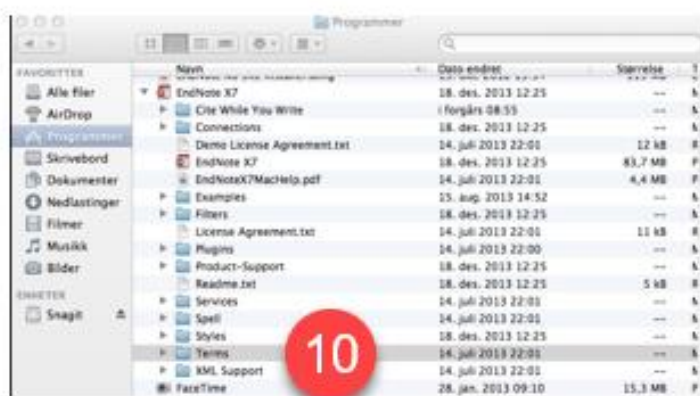 Programmer
FAVORITTER
Alle filer
AirDrop
Programmer
Skrivebord
Dokumenter
Nedlastinger
Filmer
Musikk
Bilder
ENHETER
Snagit
Navn Dato endret Størrelse
EndNote X7 18. des. 2013 12:25 --
Cite While You Write i forgårs 08:55 --
Connections 18. des. 2013 12:25 --
Demo License Agreement.txt 14. juli 2013 22:01 12 kB
EndNote X7 18. des. 2013 12:25 83,7 MB
EndNoteX7MacHelp.pdf 14. juli 2013 22:01 4,4 MB
Examples 15. aug. 2013 14:52 --
Filters 18. des. 2013 12:25 --
License Agreement.txt 14. juli 2013 22:01 11 kB
Plugins 14. juli 2013 22:00 --
Product-Support 18. des. 2013 12:25 --
Readme.txt 18. des. 2013 12:25 5 kB
Services 14. juli 2013 22:01 --
Spell 14. juli 2013 22:01 --
Styles 18. des. 2013 12:25 --
Terms 14. juli 2013 22:01 --
XML Support 14. juli 2013 22:01 --
FaceTime 28. jan. 2013 09:10 15,3 MB
10